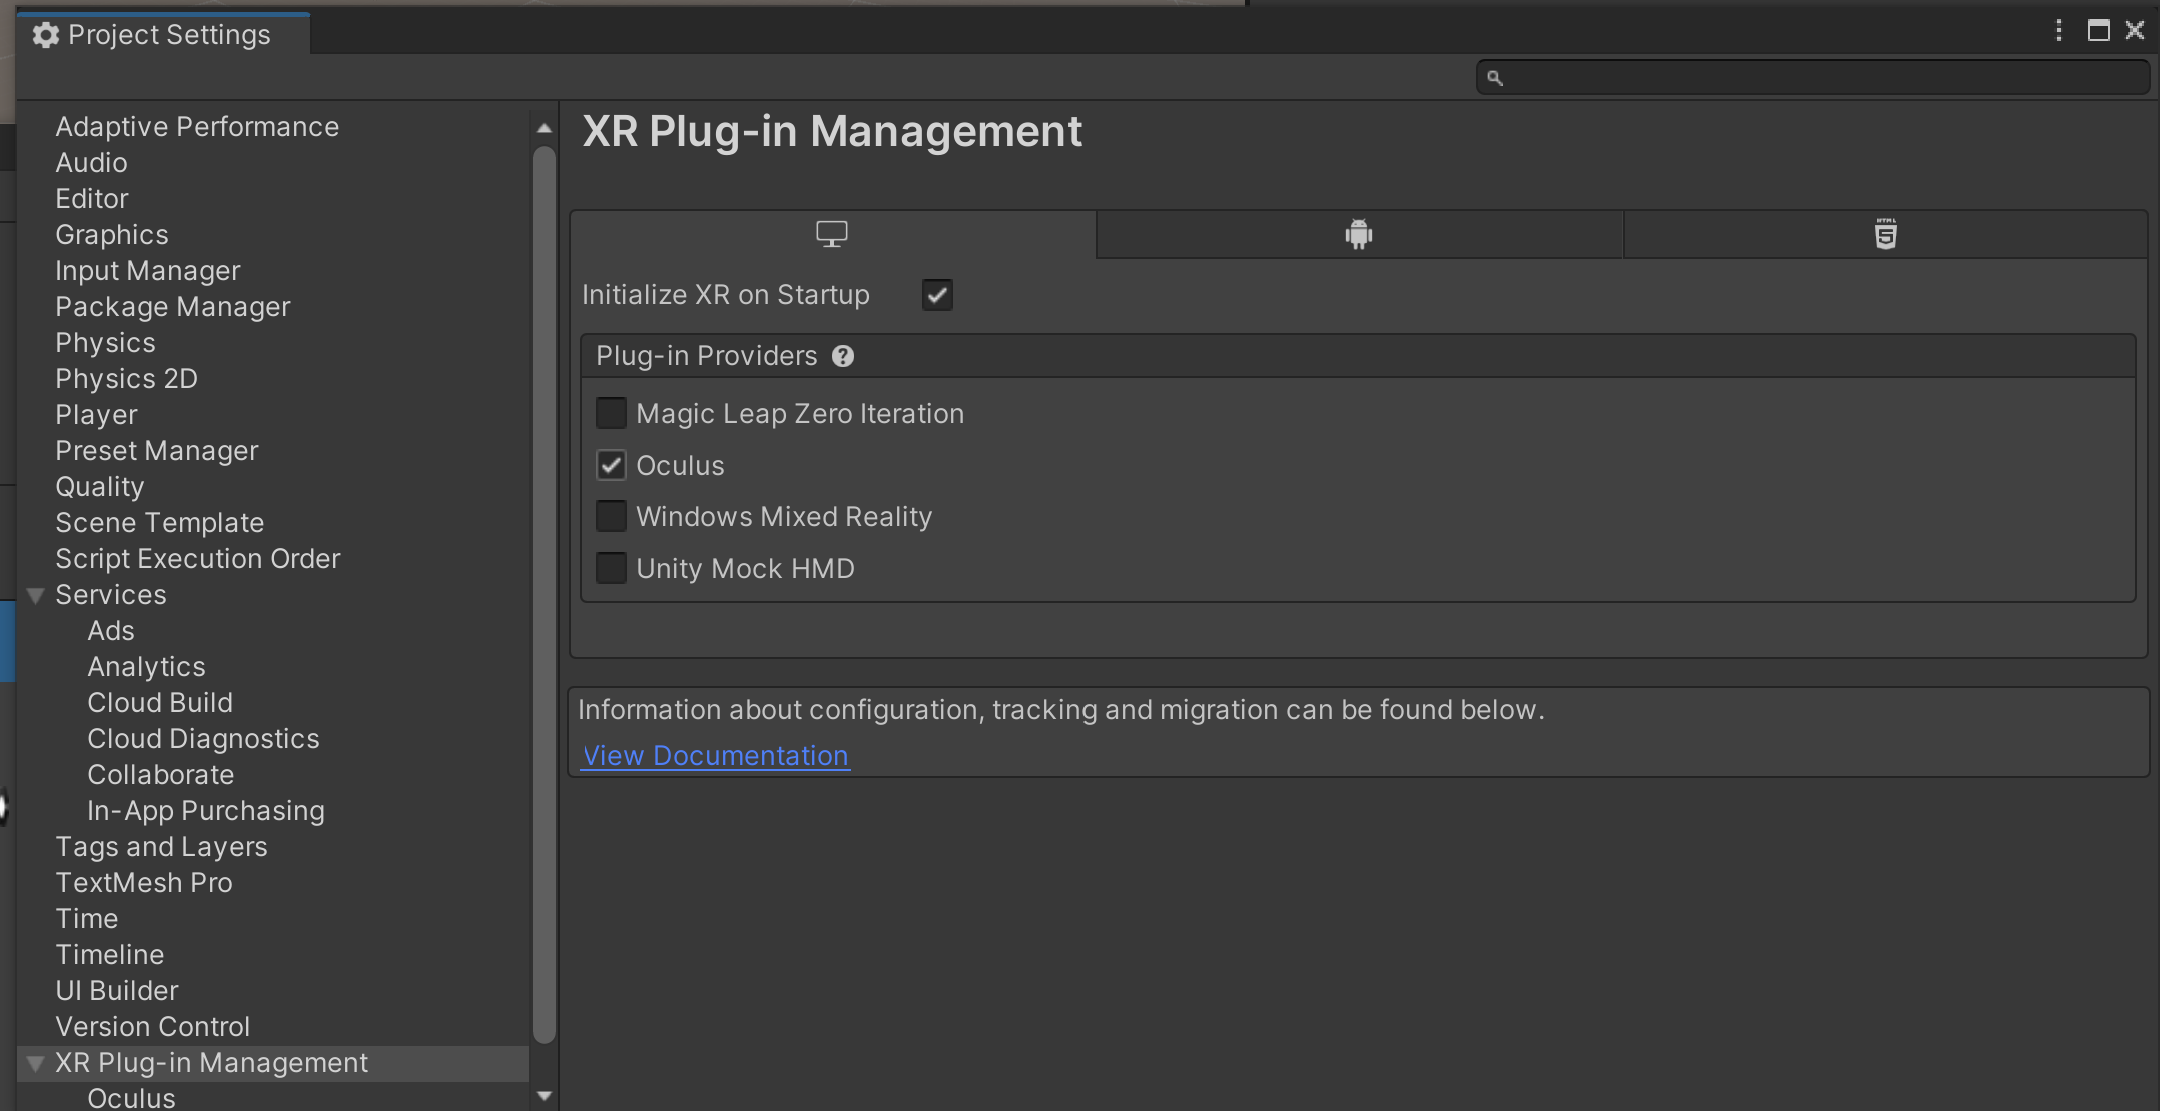 Project Settings
Adaptive Performance
Audio
Editor
Graphics
Input Manager
Package Manager
Physics
Physics 2D
Player
Preset Manager
Quality
Scene Template
Script Execution Order
Services
Ads
Analytics
Cloud Build
Cloud Diagnostics
Collaborate
In-App Purchasing
Tags and Layers
TextMesh Pro
Time
Timeline
UI Builder
Version Control
XR Plug-in Management
Oculus
XR Plug-in Management
HTML
5
Initialize XR on Startup
Plug-in Providers ?
Magic Leap Zero Iteration
Oculus
Windows Mixed Reality
Unity Mock HMD
Information about configuration, tracking and migration can be found below.
View Documentation